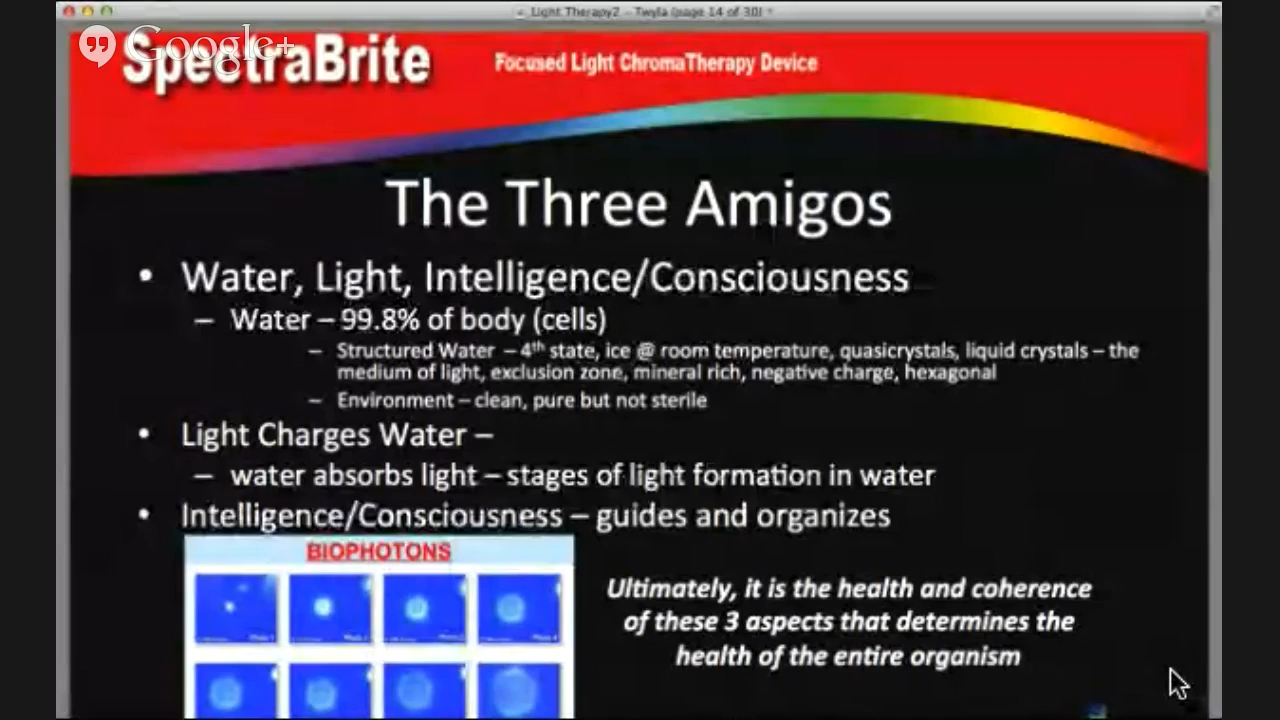 Light Therapy2 – Twyla (page 14 of 30)
Google+
SpectraBrite
Focused Light ChromaTherapy Device
The Three Amigos
• Water, Light, Intelligence/Consciousness
– Water – 99.8% of body (cells)
– Structured Water – 4th state, ice @ room temperature, quasicrystals, liquid crystals – the
medium of light, exclusion zone, mineral rich, negative charge, hexagonal
– Environment – clean, pure but not sterile
• Light Charges Water –
– water absorbs light – stages of light formation in water
• Intelligence/Consciousness – guides and organizes
BIOPHOTONS
Ultimately, it is the health and coherence
of these 3 aspects that determines the
health of the entire organism